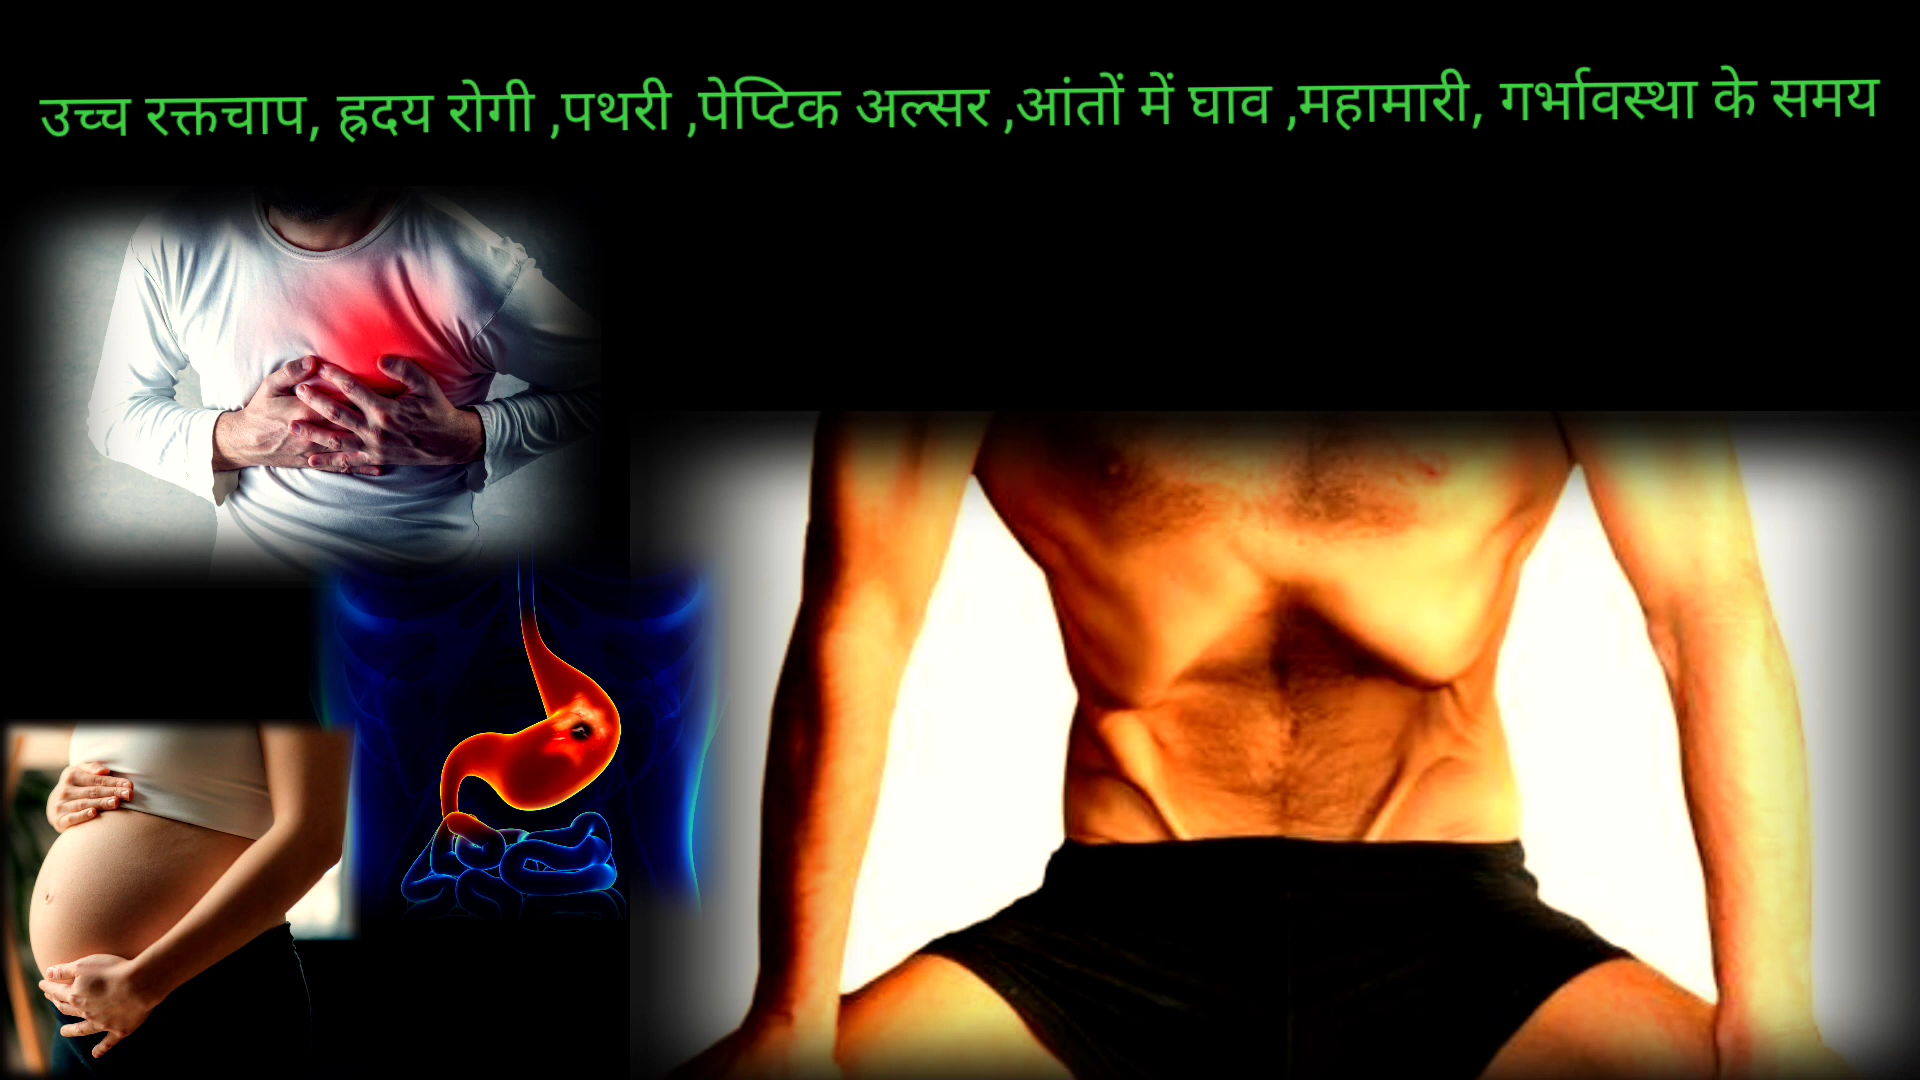 उच्च रक्तचाप, ह्रदय रोगी ,पथरी ,पेप्टिक अल्सर ,आंतों में घाव ,महामारी, गर्भावस्था के समय